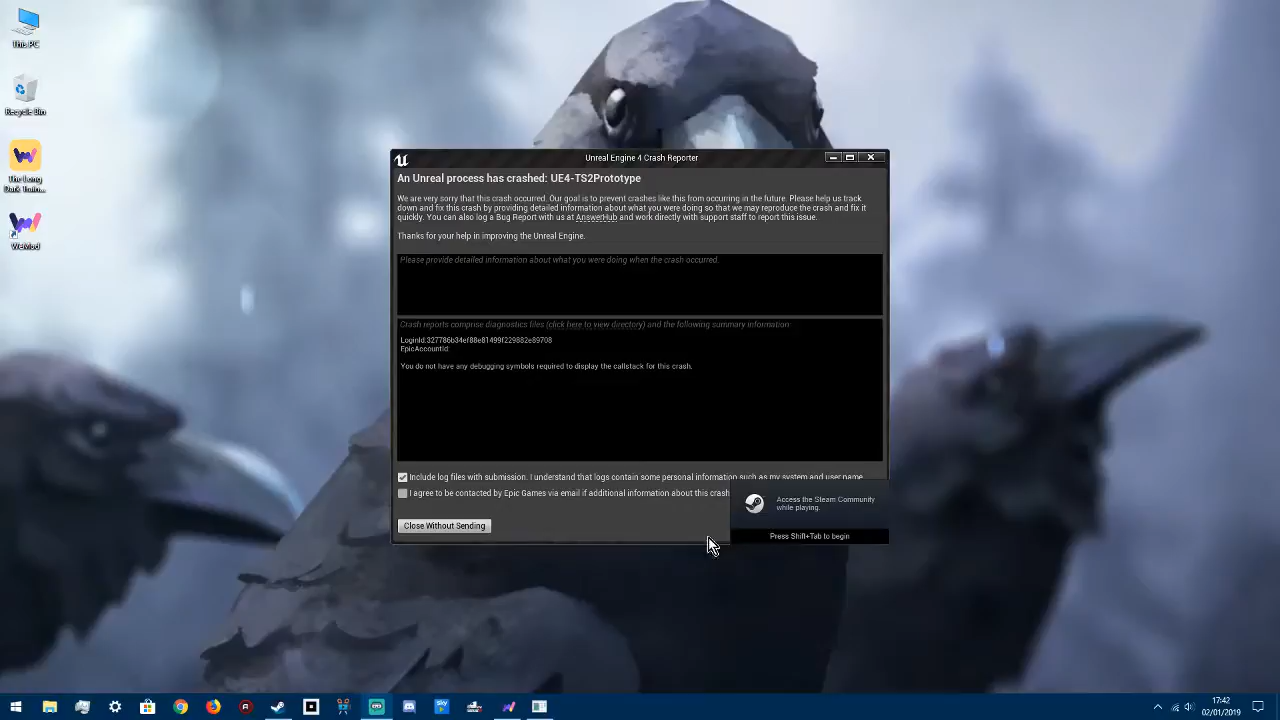 This PC
Recycle Bin
The Long
Dark Train...
WeMod
Unreal Engine 4 Crash Reporter
An Unreal process has crashed: UE4-TS2Prototype
We are very sorry that this crash occurred. Our goal is to prevent crashes like this from occurring in the future. Please help us track
down and fix this crash by providing detailed information about what you were doing so that we may reproduce the crash and fix it
quickly. You can also log a Bug Report with us at AnswerHub and work directly with support staff to report this issue.
Thanks for your help in improving the Unreal Engine.
Please provide detailed information about what you were doing when the crash occurred.
Crash reports comprise diagnostics files (click here to view directory) and the following summary information:
LoginId:327786b34ef88e81499f229882e89708
EpicAccountId:
You do not have any debugging symbols required to display the callstack for this crash.
Include log files with submission. I understand that logs contain some personal information such as my system and user name.
I agree to be contacted by Epic Games via email if additional information about this crash
Close Without Sending
Access the Steam Community
while playing.
Press Shift+Tab to begin
sky
17:42
02/01/2019